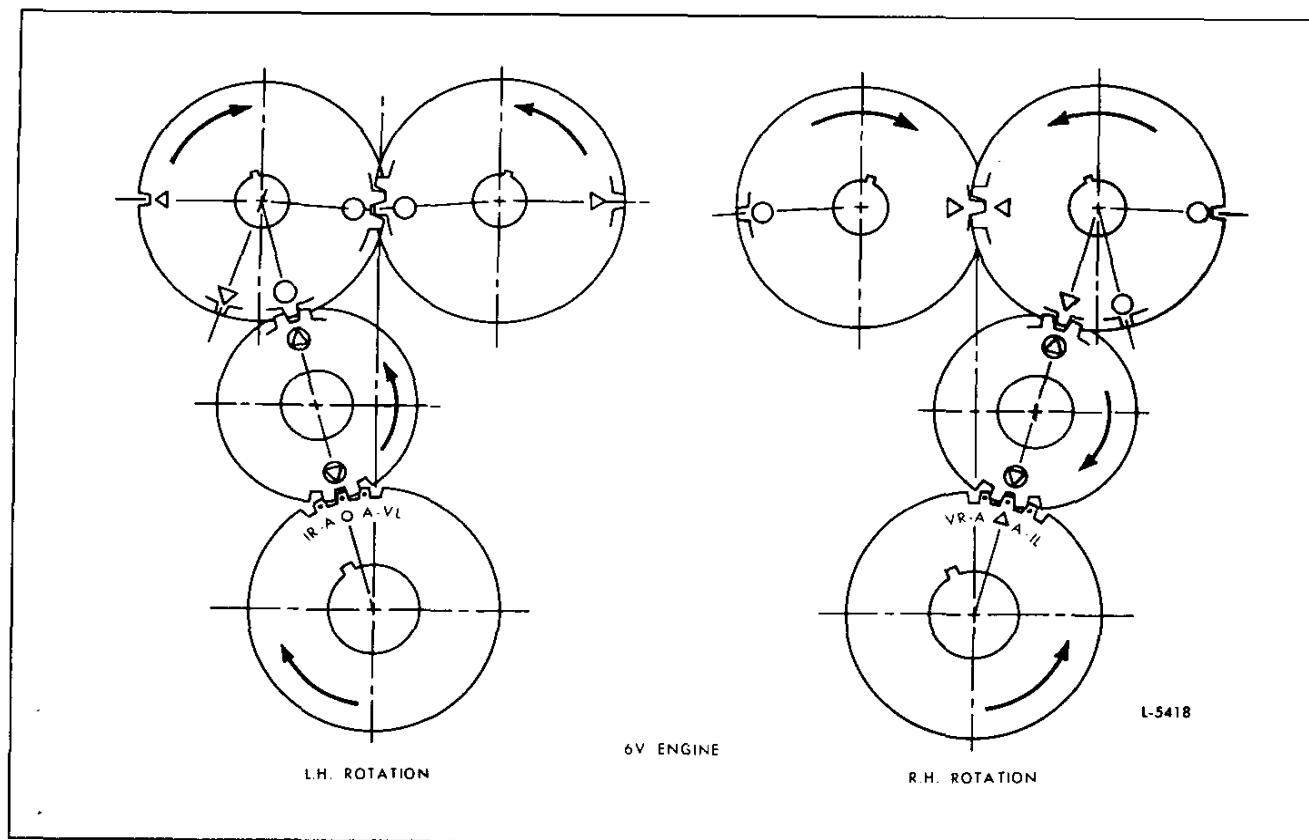 IR-A A-VL
VR-A A-IL
L-5418
6V ENGINE
L.H. ROTATION
R.H. ROTATION